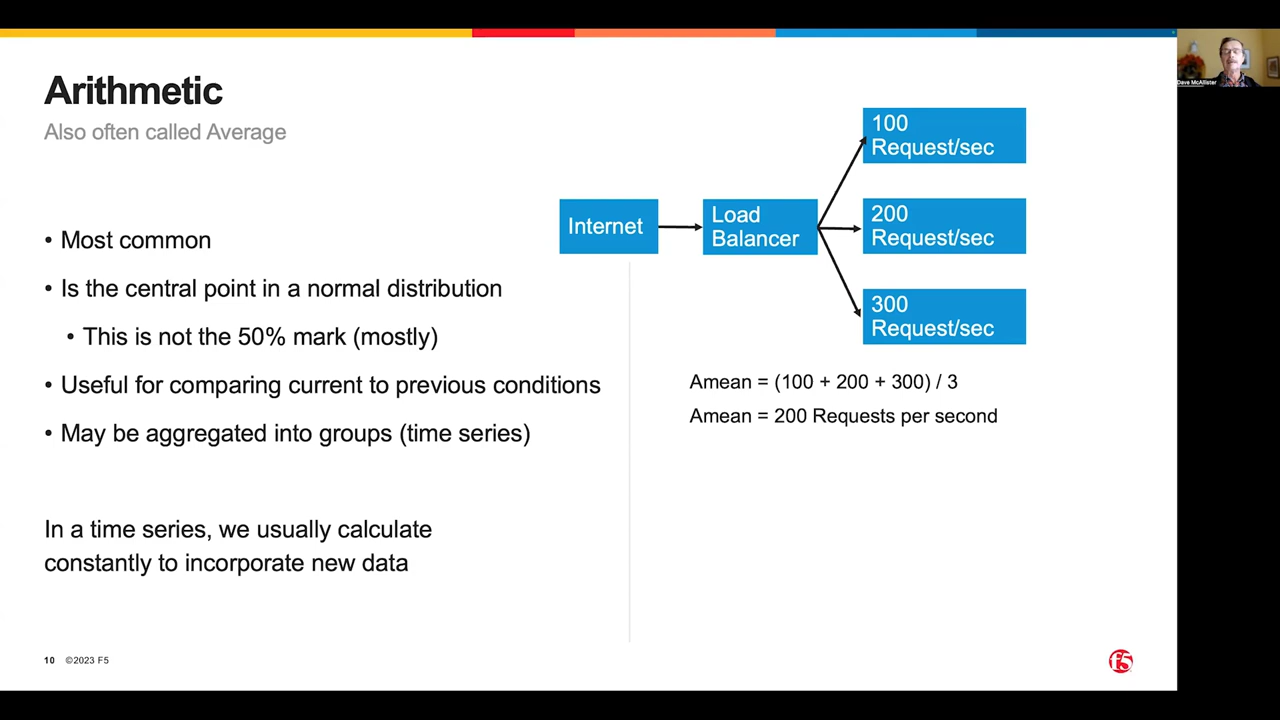 Arithmetic
Also often called Average
• Most common
• Is the central point in a normal distribution
• This is not the 50% mark (mostly)
• Useful for comparing current to previous conditions
• May be aggregated into groups (time series)
In a time series, we usually calculate
constantly to incorporate new data
Internet
Load
Balancer
100
Request/sec
200
Request/sec
300
Request/sec
Amean = (100 + 200 + 300) / 3
Amean = 200 Requests per second
10 ©2023 F5
f5
Dave McAllister